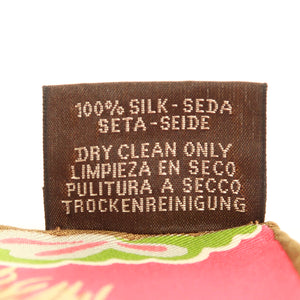 100% SILK-SEDA
SETA-SEIDE
DRY CLEAN ONLY
LIMPIEZA EN SECO
PULITURA A SECCO
TROCKENREINIGUNG